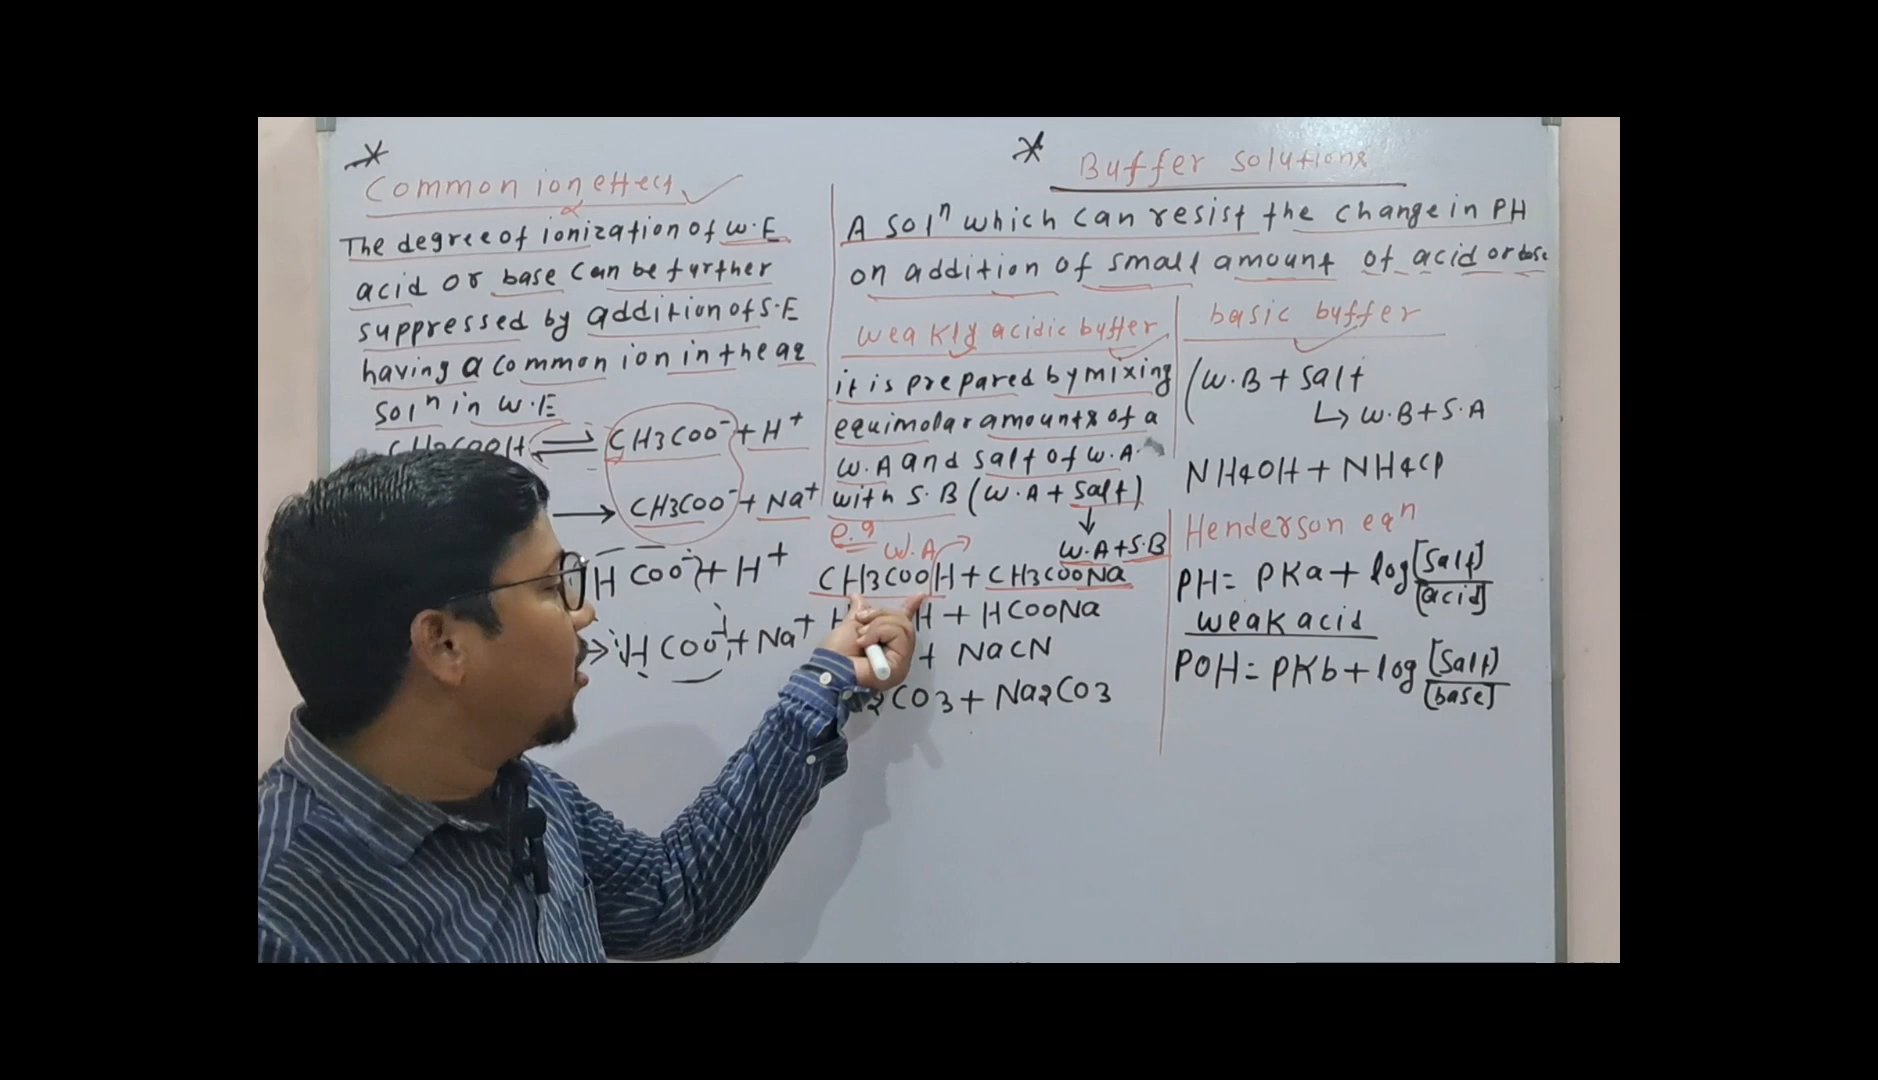 *
Common ion effect
The degree of ionization of W.E
acid or base can be further
suppressed by addition of S.E
having a common ion in the aq
solⁿ in W.E
CH3COOH ⇌ CH3COO⁻ + H⁺
→ CH3COO⁻ + Na⁺
HCOO⁻ + H⁺
→ HCOO⁻ + Na⁺
* Buffer solutions
A solⁿ which can resist the change in PH
on addition of small amount of acid or base
weakly acidic buffer
it is prepared by mixing
equimolar amounts of a
W.A and salt of W.A
with S.B (W.A + salt)
↓
W.A + S.B
e.g W.A
CH3COOH + CH3COONa
H + HCOONa
+ NaCN
2CO3 + Na2CO3
basic buffer
(W.B + salt
↳ W.B + S.A
NH4OH + NH4Cl
Henderson eqⁿ
PH = PKa + log [Salt]/[acid]
weak acid
POH = PKb + log [Salt]/[base]